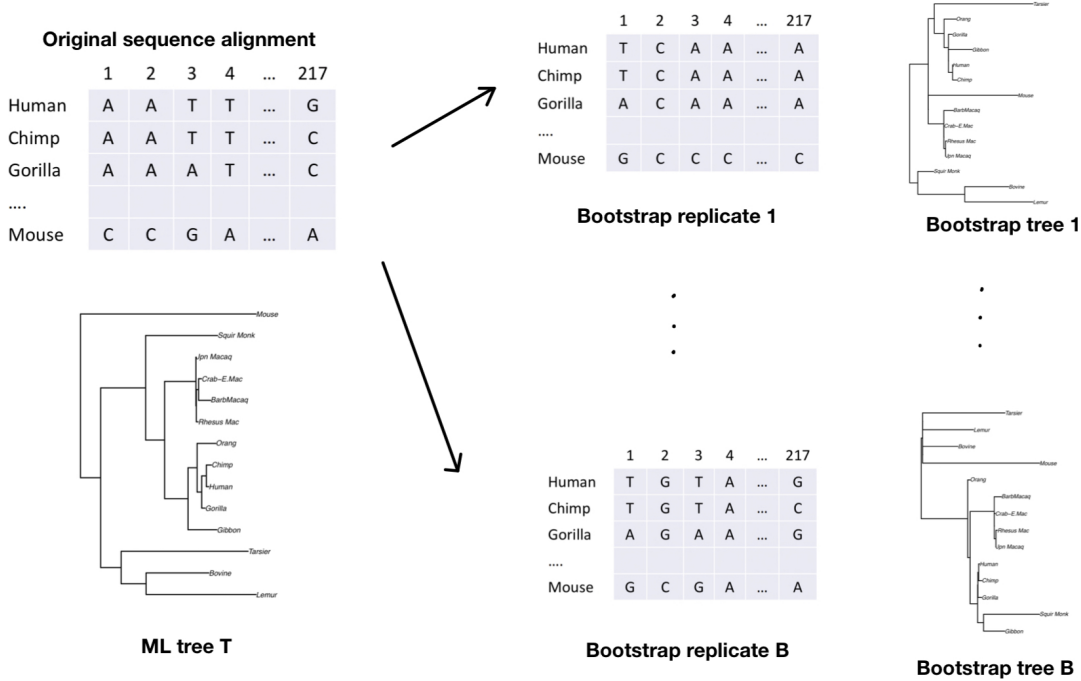 Original sequence alignment
1 2 3 4 ... 217
Human A A T T ... G
Chimp A A T T ... C
Gorilla A A A T ... C
....
Mouse C C G A ... A
1 2 3 4 ... 217
Human T C A A ... A
Chimp T C A A ... A
Gorilla A C A A ... A
....
Mouse G C C C ... C
Bootstrap replicate 1
Tarsier
Orang
Gorilla
Gibbon
Human
Chimp
Mouse
BarbMacaq
Crab-E.Mac
Rhesus Mac
Jpn Macaq
Squir Monk
Bovine
Lemur
Bootstrap tree 1
Mouse
Squir Monk
Jpn Macaq
Crab-E.Mac
BarbMacaq
Rhesus Mac
Orang
Chimp
Human
Gorilla
Gibbon
Tarsier
Bovine
Lemur
ML tree T
1 2 3 4 ... 217
Human T G T A ... G
Chimp T G T A ... C
Gorilla A G A A ... G
....
Mouse G C G A ... A
Bootstrap replicate B
Tarsier
Lemur
Bovine
Mouse
Orang
BarbMacaq
Crab-E.Mac
Rhesus Mac
Jpn Macaq
Human
Chimp
Gorilla
Squir Monk
Gibbon
Bootstrap tree B